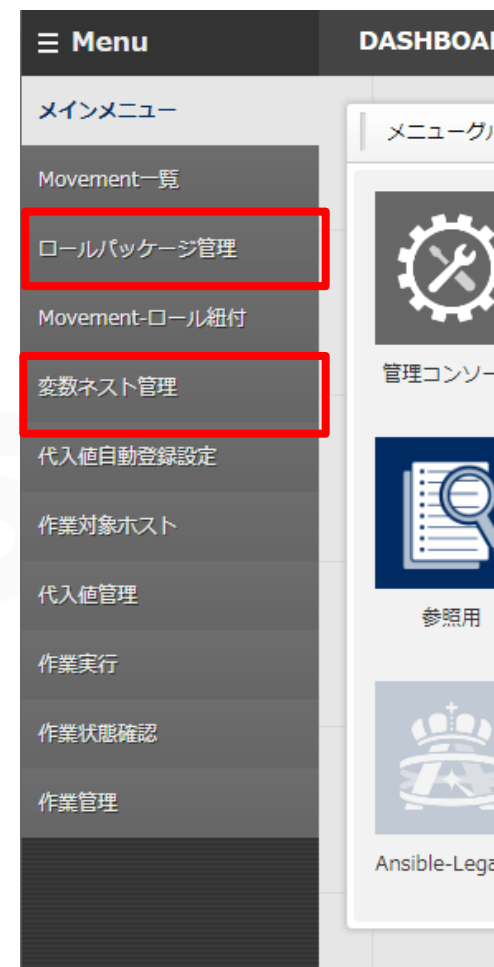 ☰ Menu
DASHBOA
メインメニュー
メニューグル
Movement一覧
ロールパッケージ管理
Movement-ロール紐付
変数ネスト管理
代入値自動登録設定
作業対象ホスト
代入値管理
作業実行
作業状態確認
作業管理
管理コンソー
参照用
Ansible-Lega